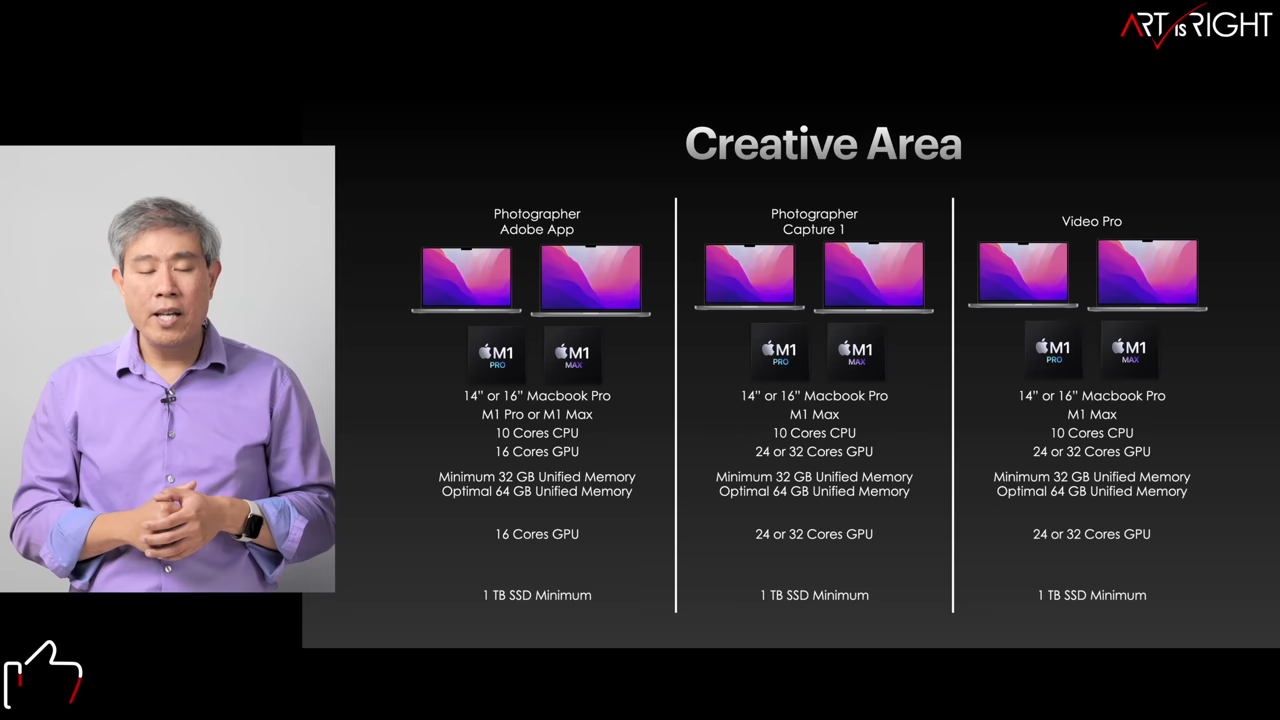 ART IS RIGHT
Creative Area
Photographer
Adobe App
M1
PRO
M1
MAX
14” or 16” Macbook Pro
M1 Pro or M1 Max
10 Cores CPU
16 Cores GPU
Minimum 32 GB Unified Memory
Optimal 64 GB Unified Memory
16 Cores GPU
1 TB SSD Minimum
Photographer
Capture 1
M1
PRO
M1
MAX
14” or 16” Macbook Pro
M1 Max
10 Cores CPU
24 or 32 Cores GPU
Minimum 32 GB Unified Memory
Optimal 64 GB Unified Memory
24 or 32 Cores GPU
1 TB SSD Minimum
Video Pro
M1
PRO
M1
MAX
14” or 16” Macbook Pro
M1 Max
10 Cores CPU
24 or 32 Cores GPU
Minimum 32 GB Unified Memory
Optimal 64 GB Unified Memory
24 or 32 Cores GPU
1 TB SSD Minimum